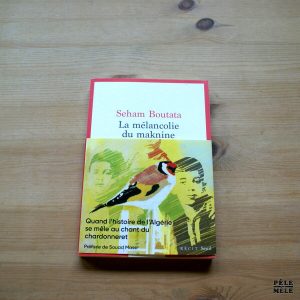 Seham Boutata
La mélancolie
du maknine
Quand l'histoire de l'Algérie
se mêle au chant du
chardonneret
Préface de Souad Massi
RÉCIT Seuil
PÊLE
MÊLE